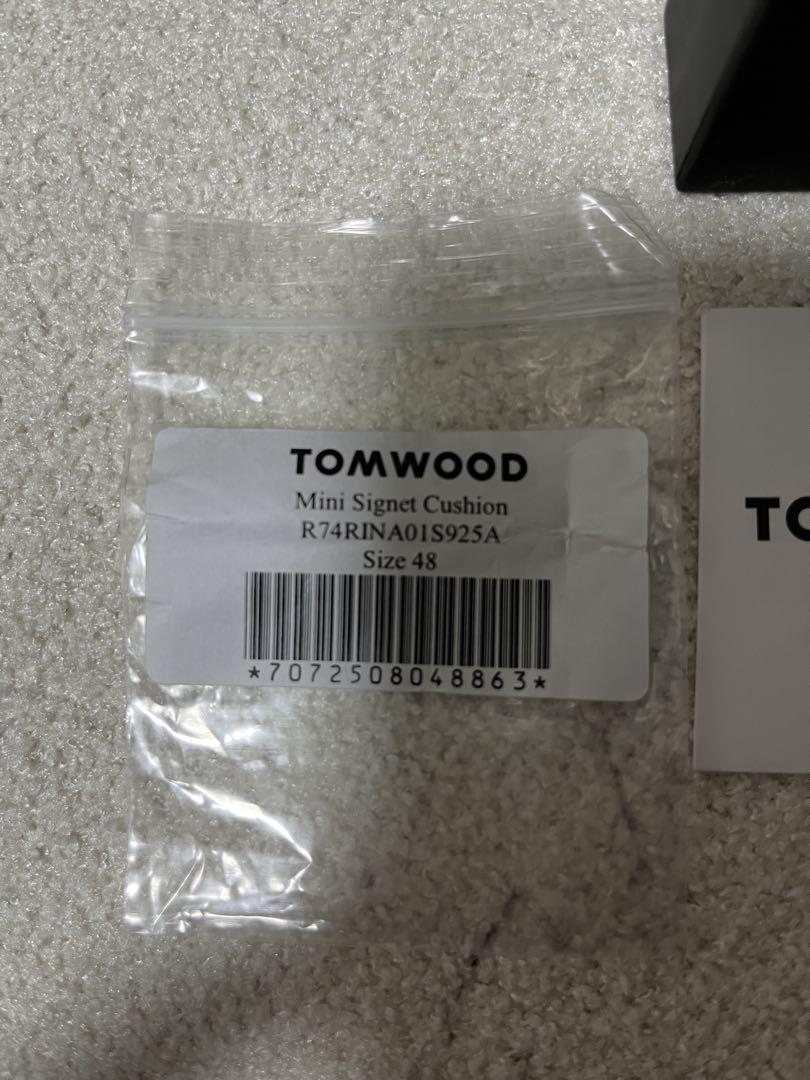 TOMWOOD
Mini Signet Cushion
R74RINA01S925A
Size 48
*7072508048863*
TO